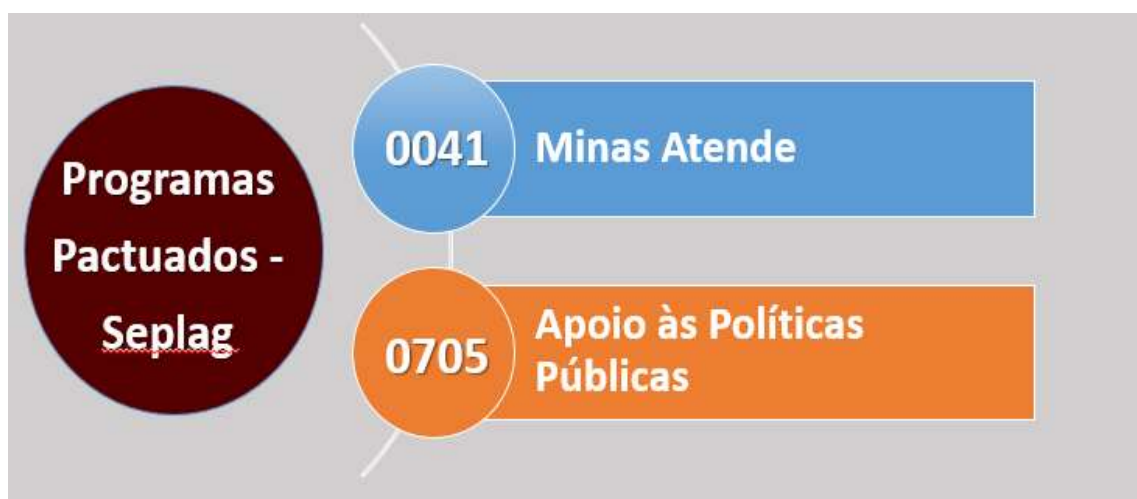 Programas
Pactuados -
Seplag
0041
Minas Atende
0705
Apoio às Políticas
Públicas